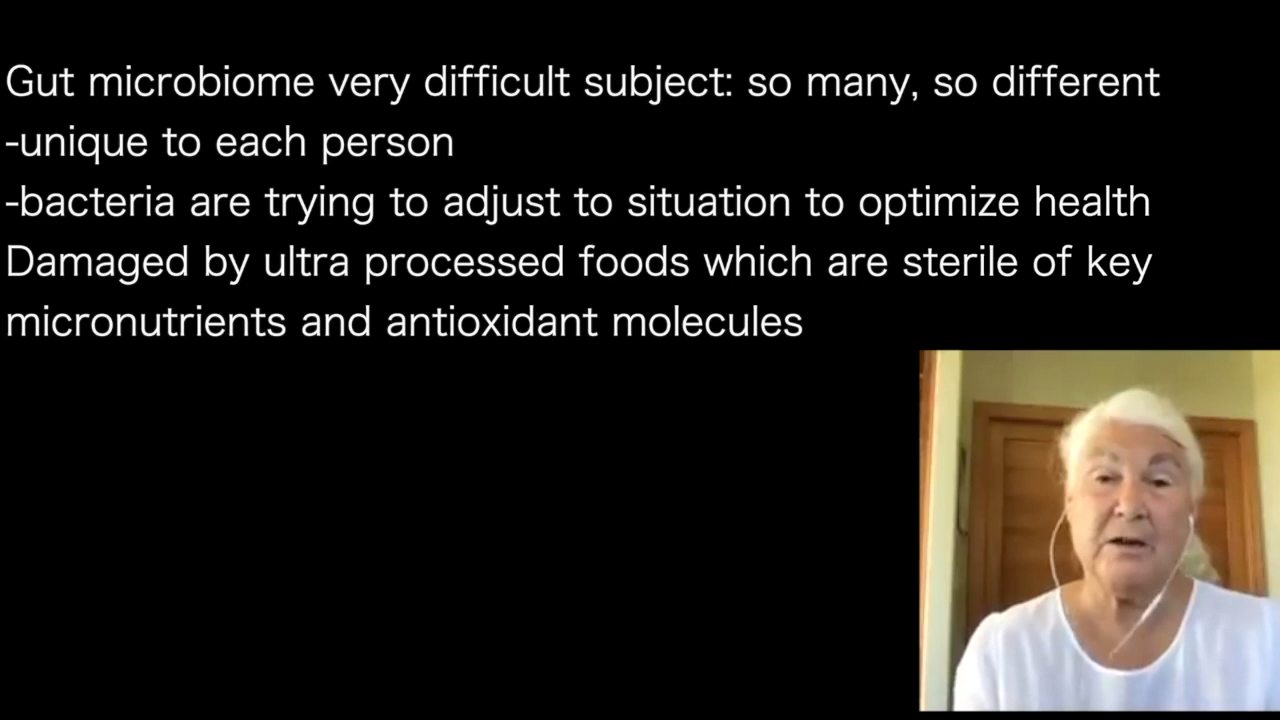 Gut microbiome very difficult subject: so many, so different
-unique to each person
-bacteria are trying to adjust to situation to optimize health
Damaged by ultra processed foods which are sterile of key
micronutrients and antioxidant molecules